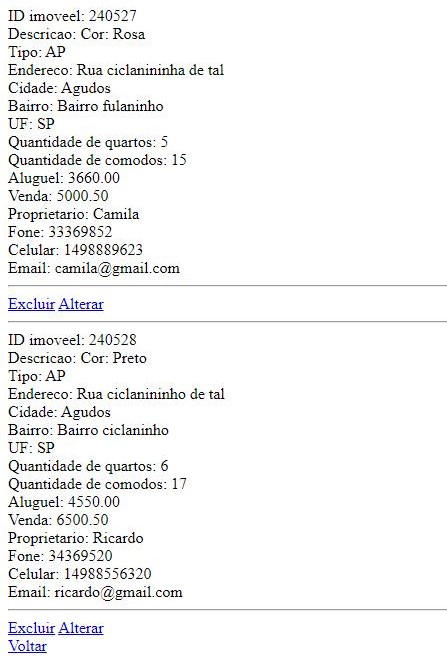 ID imoveel: 240527
Descricao: Cor: Rosa
Tipo: AP
Endereco: Rua ciclanininha de tal
Cidade: Agudos
Bairro: Bairro fulaninho
UF: SP
Quantidade de quartos: 5
Quantidade de comodos: 15
Aluguel: 3660.00
Venda: 5000.50
Proprietario: Camila
Fone: 33369852
Celular: 1498889623
Email: camila@gmail.com
Excluir Alterar
ID imoveel: 240528
Descricao: Cor: Preto
Tipo: AP
Endereco: Rua ciclanininho de tal
Cidade: Agudos
Bairro: Bairro ciclaninho
UF: SP
Quantidade de quartos: 6
Quantidade de comodos: 17
Aluguel: 4550.00
Venda: 6500.50
Proprietario: Ricardo
Fone: 34369520
Celular: 14988556320
Email: ricardo@gmail.com
Excluir Alterar
Voltar